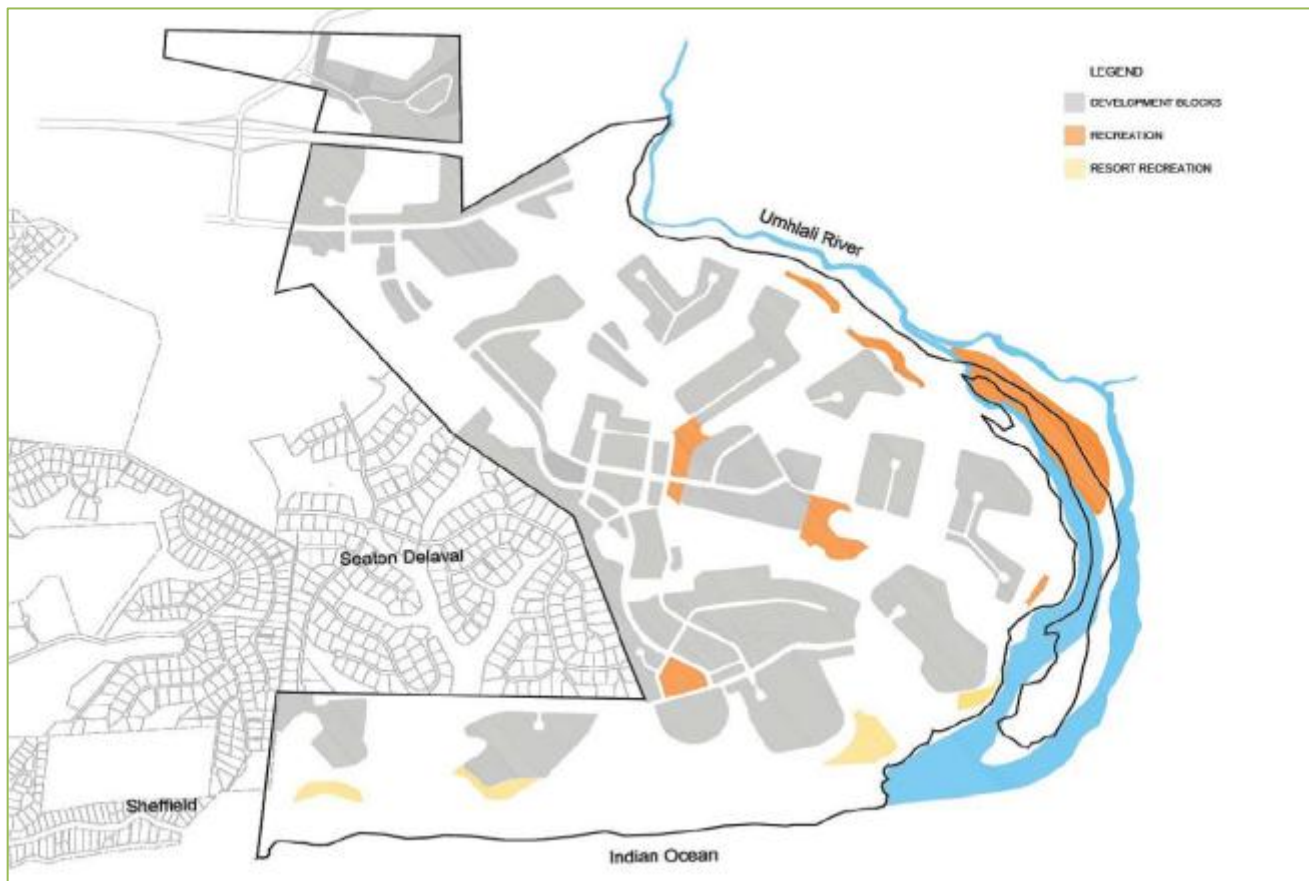 LEGEND
DEVELOPMENT BLOCKS
RECREATION
RESORT RECREATION
Umhlali River
Seaton Delaval
Sheffield
Indian Ocean